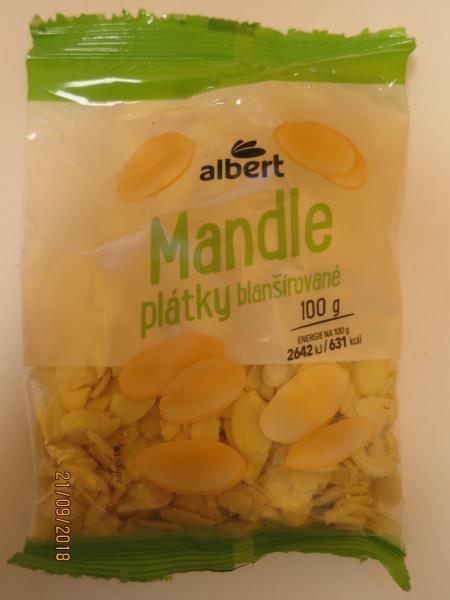 albert
Mandle
plátky blanšírované
100 g
ENERGIE NA 100 g
2642 kJ/631 kcal
21/09/2018